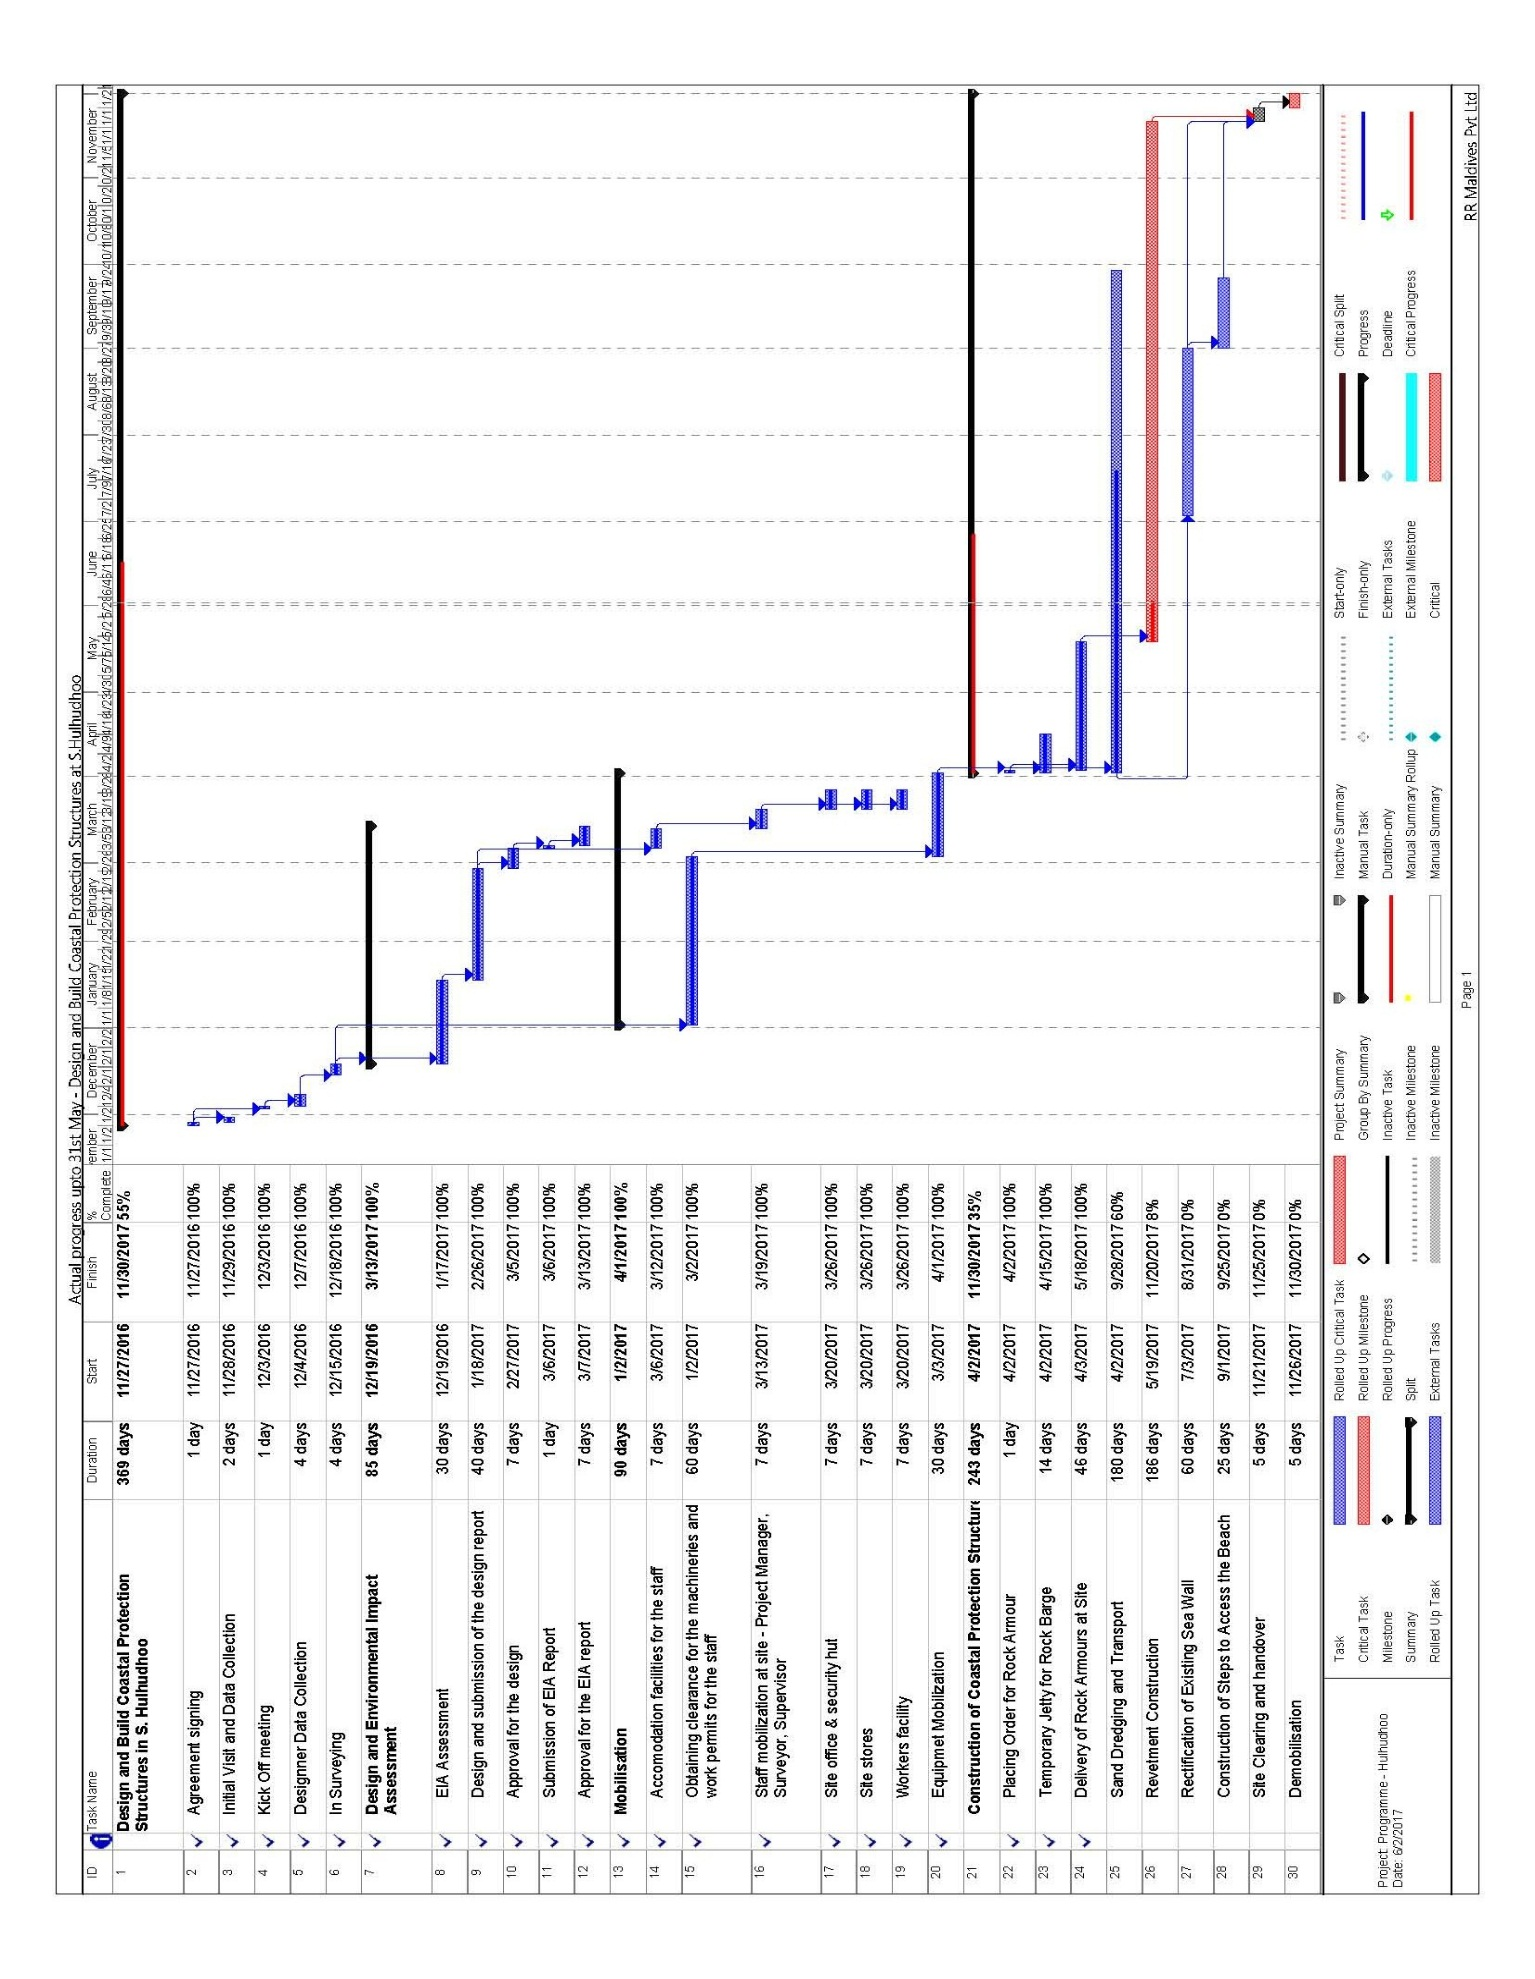 Actual progress upto 31st May - Design and Build Coastal Protection Structures at S.Hulhudhoo
ID Task Name Duration Start Finish % Complete
ember December January February March April May June July August September October November
1 Design and Build Coastal Protection Structures in S. Hulhudhoo 369 days 11/27/2016 11/30/2017 55%
2 Agreement signing 1 day 11/27/2016 11/27/2016 100%
3 Initial Visit and Data Collection 2 days 11/28/2016 11/29/2016 100%
4 Kick Off meeting 1 day 12/3/2016 12/3/2016 100%
5 Designer Data Collection 4 days 12/4/2016 12/7/2016 100%
6 In Surveying 4 days 12/15/2016 12/18/2016 100%
7 Design and Environmental Impact Assessment 85 days 12/19/2016 3/13/2017 100%
8 EIA Assessment 30 days 12/19/2016 1/17/2017 100%
9 Design and submission of the design report 40 days 1/18/2017 2/26/2017 100%
10 Approval for the design 7 days 2/27/2017 3/5/2017 100%
11 Submission of EIA Report 1 day 3/6/2017 3/6/2017 100%
12 Approval for the EIA report 7 days 3/7/2017 3/13/2017 100%
13 Mobilisation 90 days 1/2/2017 4/1/2017 100%
14 Accomodation facilities for the staff 7 days 3/6/2017 3/12/2017 100%
15 Obtaining clearance for the machineries and work permits for the staff 60 days 1/2/2017 3/2/2017 100%
16 Staff mobilization at site - Project Manager, Surveyor, Supervisor 7 days 3/13/2017 3/19/2017 100%
17 Site office & security hut 7 days 3/20/2017 3/26/2017 100%
18 Site stores 7 days 3/20/2017 3/26/2017 100%
19 Workers facility 7 days 3/20/2017 3/26/2017 100%
20 Equipmet Mobilization 30 days 3/3/2017 4/1/2017 100%
21 Construction of Coastal Protection Structure 243 days 4/2/2017 11/30/2017 35%
22 Placing Order for Rock Armour 1 day 4/2/2017 4/2/2017 100%
23 Temporary Jetty for Rock Barge 14 days 4/2/2017 4/15/2017 100%
24 Delivery of Rock Armours at Site 46 days 4/3/2017 5/18/2017 100%
25 Sand Dredging and Transport 180 days 4/2/2017 9/28/2017 60%
26 Revetment Construction 186 days 5/19/2017 11/20/2017 8%
27 Rectification of Existing Sea Wall 60 days 7/3/2017 8/31/2017 0%
28 Construction of Steps to Access the Beach 25 days 9/1/2017 9/25/2017 0%
29 Site Clearing and handover 5 days 11/21/2017 11/25/2017 0%
30 Demobilisation 5 days 11/26/2017 11/30/2017 0%
Project: Programme - Hulhudhoo
Date: 6/2/2017
Task Rolled Up Critical Task Project Summary Inactive Summary Start-only Critical Split
Critical Task Rolled Up Milestone Group By Summary Manual Task Finish-only Progress
Milestone Rolled Up Progress Inactive Task Duration-only External Tasks Deadline
Summary Split Inactive Milestone Manual Summary Rollup External Milestone Critical Progress
Rolled Up Task External Tasks Inactive Milestone Manual Summary Critical
Page 1
RR Maldives Pvt Ltd